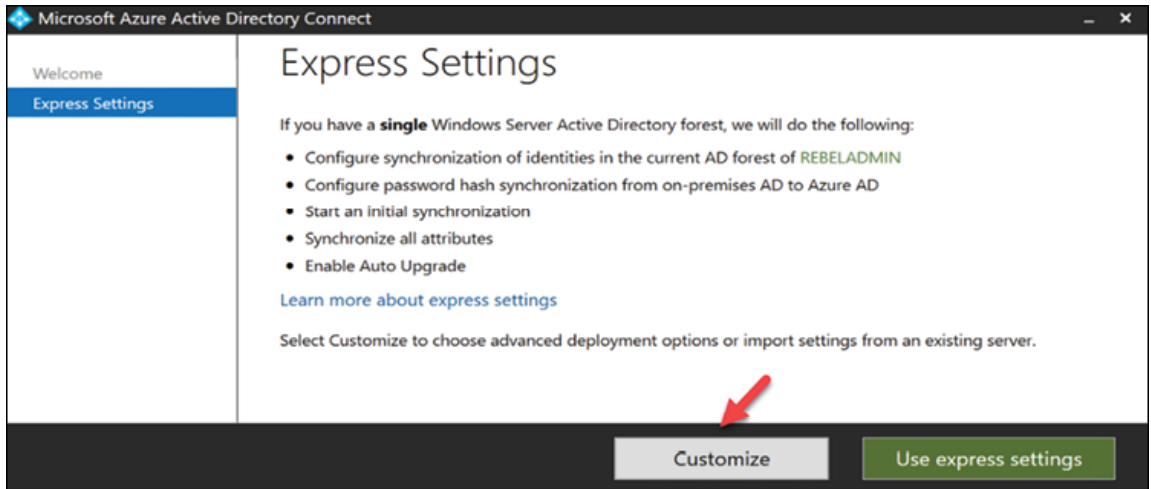 Microsoft Azure Active Directory Connect
Welcome
Express Settings
Express Settings
If you have a single Windows Server Active Directory forest, we will do the following:
• Configure synchronization of identities in the current AD forest of REBELADMIN
• Configure password hash synchronization from on-premises AD to Azure AD
• Start an initial synchronization
• Synchronize all attributes
• Enable Auto Upgrade
Learn more about express settings
Select Customize to choose advanced deployment options or import settings from an existing server.
Customize
Use express settings